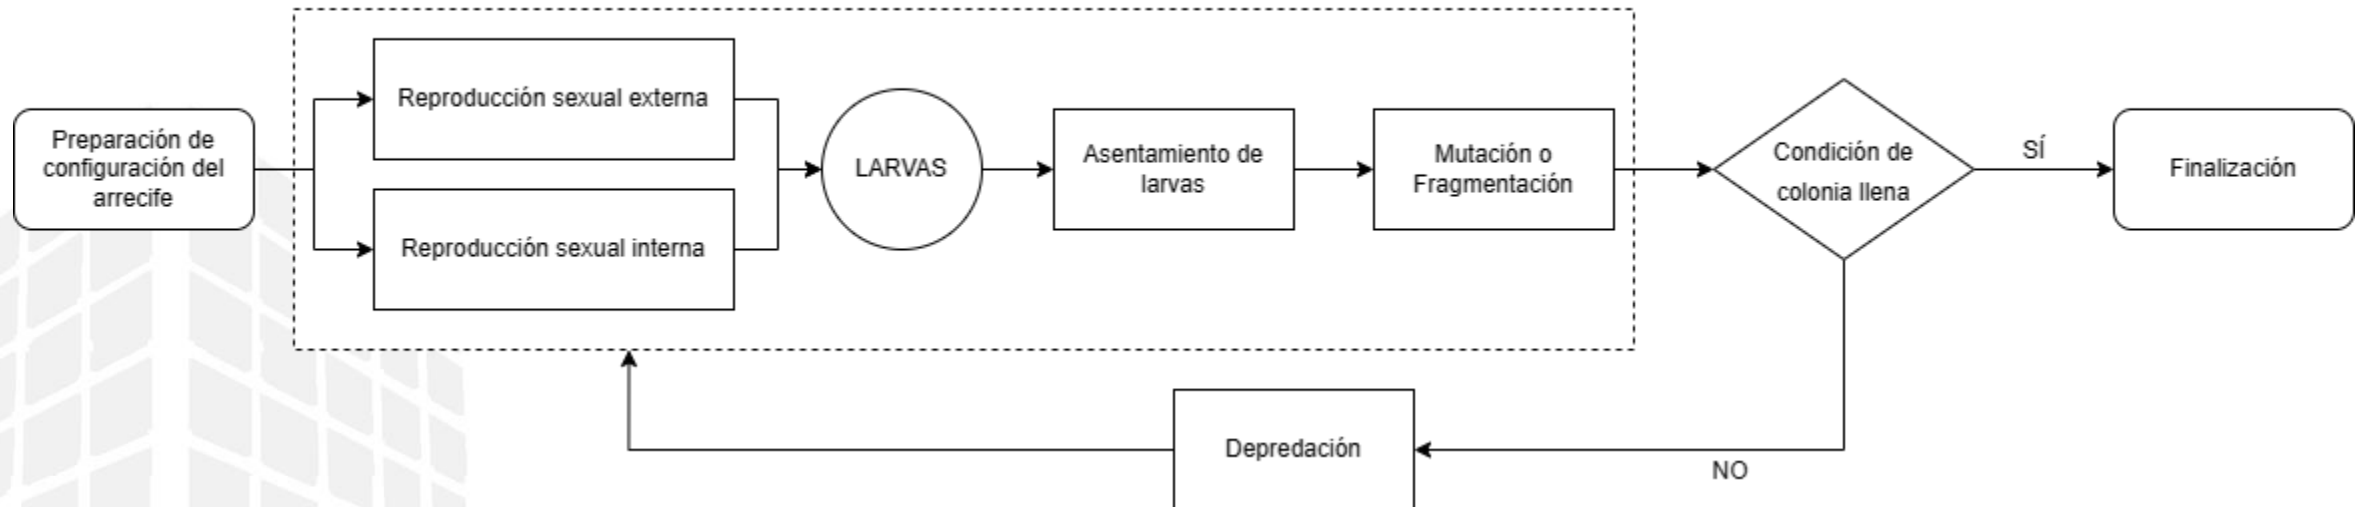 Preparación de
configuración del
arrecife
Reproducción sexual externa
Reproducción sexual interna
LARVAS
Asentamiento de
larvas
Mutación o
Fragmentación
Condición de
colonia llena
SÍ
Finalización
NO
Depredación